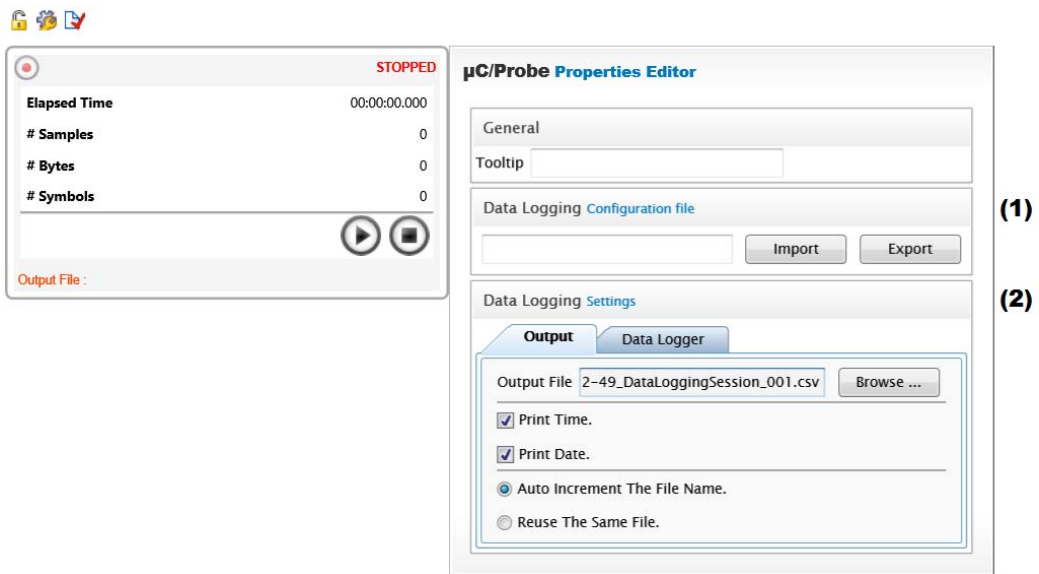 STOPPED
Elapsed Time 00:00:00.000
# Samples 0
# Bytes 0
# Symbols 0
Output File :
µC/Probe Properties Editor
General
Tooltip
Data Logging Configuration file (1)
Import Export
Data Logging Settings (2)
Output Data Logger
Output File 2-49_DataLoggingSession_001.csv Browse ...
Print Time.
Print Date.
Auto Increment The File Name.
Reuse The Same File.